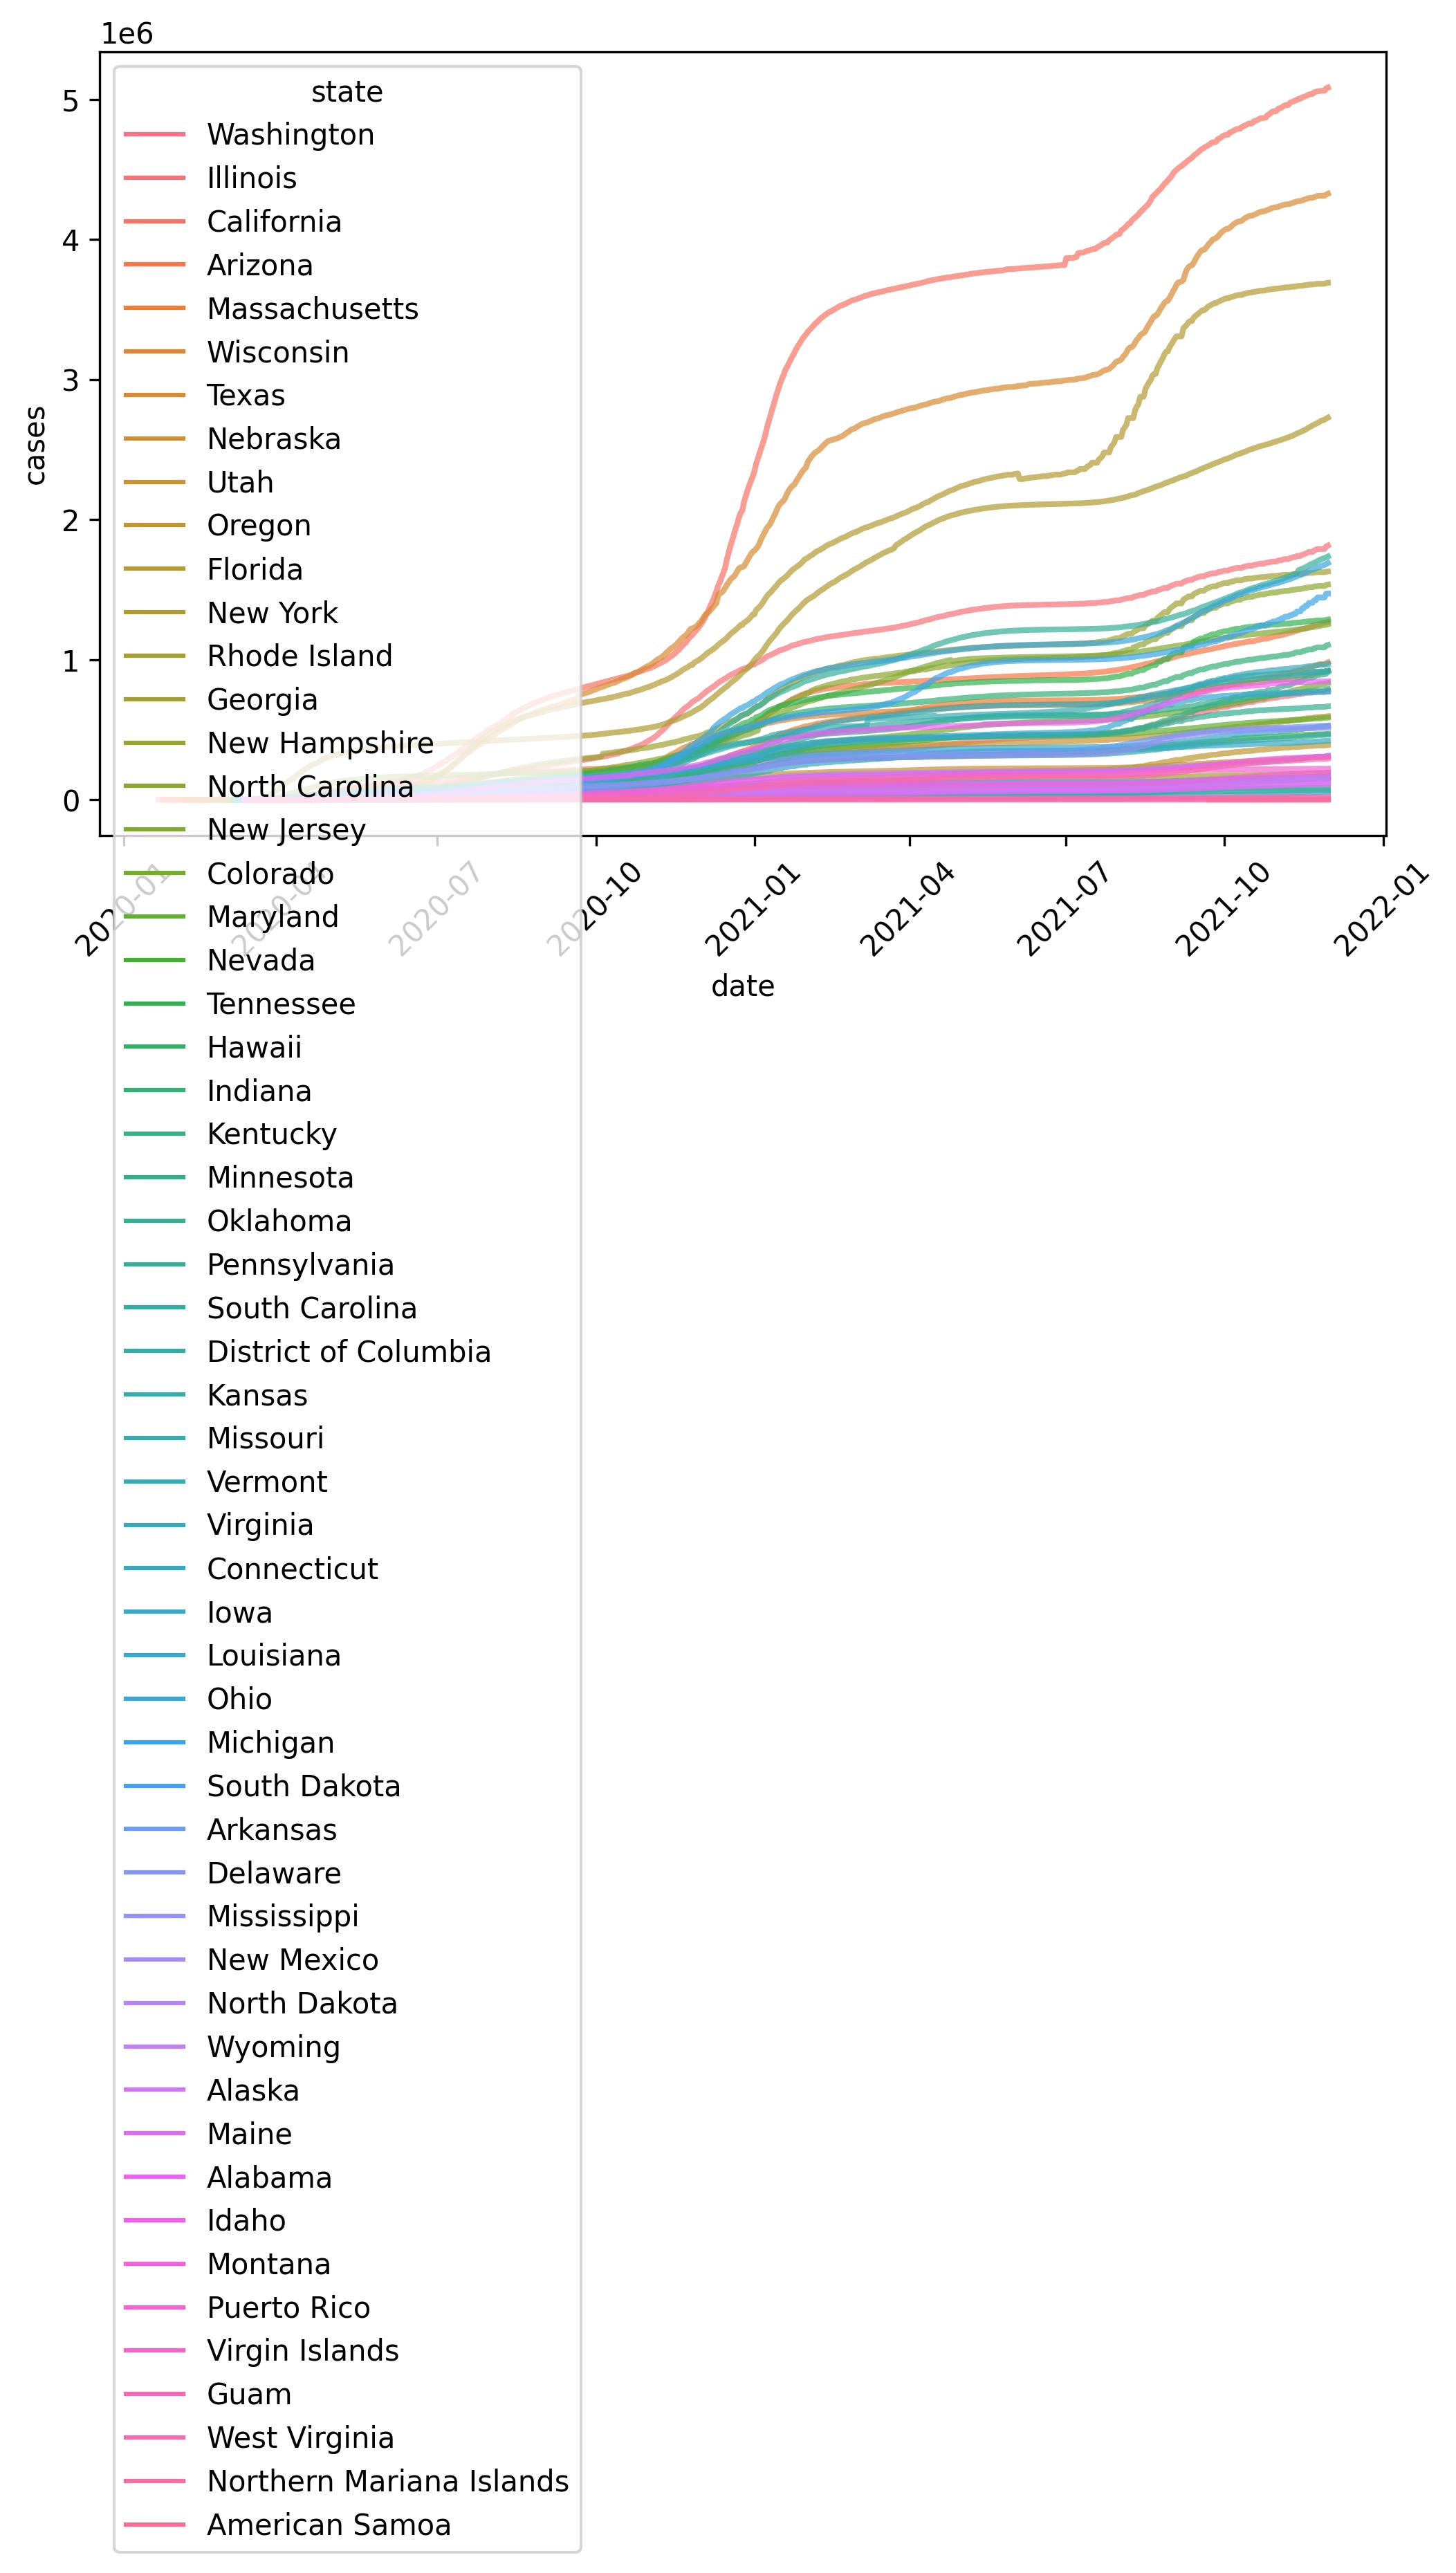 1e6
5
4
3
2
1
0
cases
state
Washington
Illinois
California
Arizona
Massachusetts
Wisconsin
Texas
Nebraska
Utah
Oregon
Florida
New York
Rhode Island
Georgia
New Hampshire
North Carolina
New Jersey
Colorado
Maryland
Nevada
Tennessee
Hawaii
Indiana
Kentucky
Minnesota
Oklahoma
Pennsylvania
South Carolina
District of Columbia
Kansas
Missouri
Vermont
Virginia
Connecticut
Iowa
Louisiana
Ohio
Michigan
South Dakota
Arkansas
Delaware
Mississippi
New Mexico
North Dakota
Wyoming
Alaska
Maine
Alabama
Idaho
Montana
Puerto Rico
Virgin Islands
Guam
West Virginia
Northern Mariana Islands
American Samoa
2020-01
2020-04
2020-07
2020-10
2021-01
2021-04
2021-07
2021-10
2022-01
date